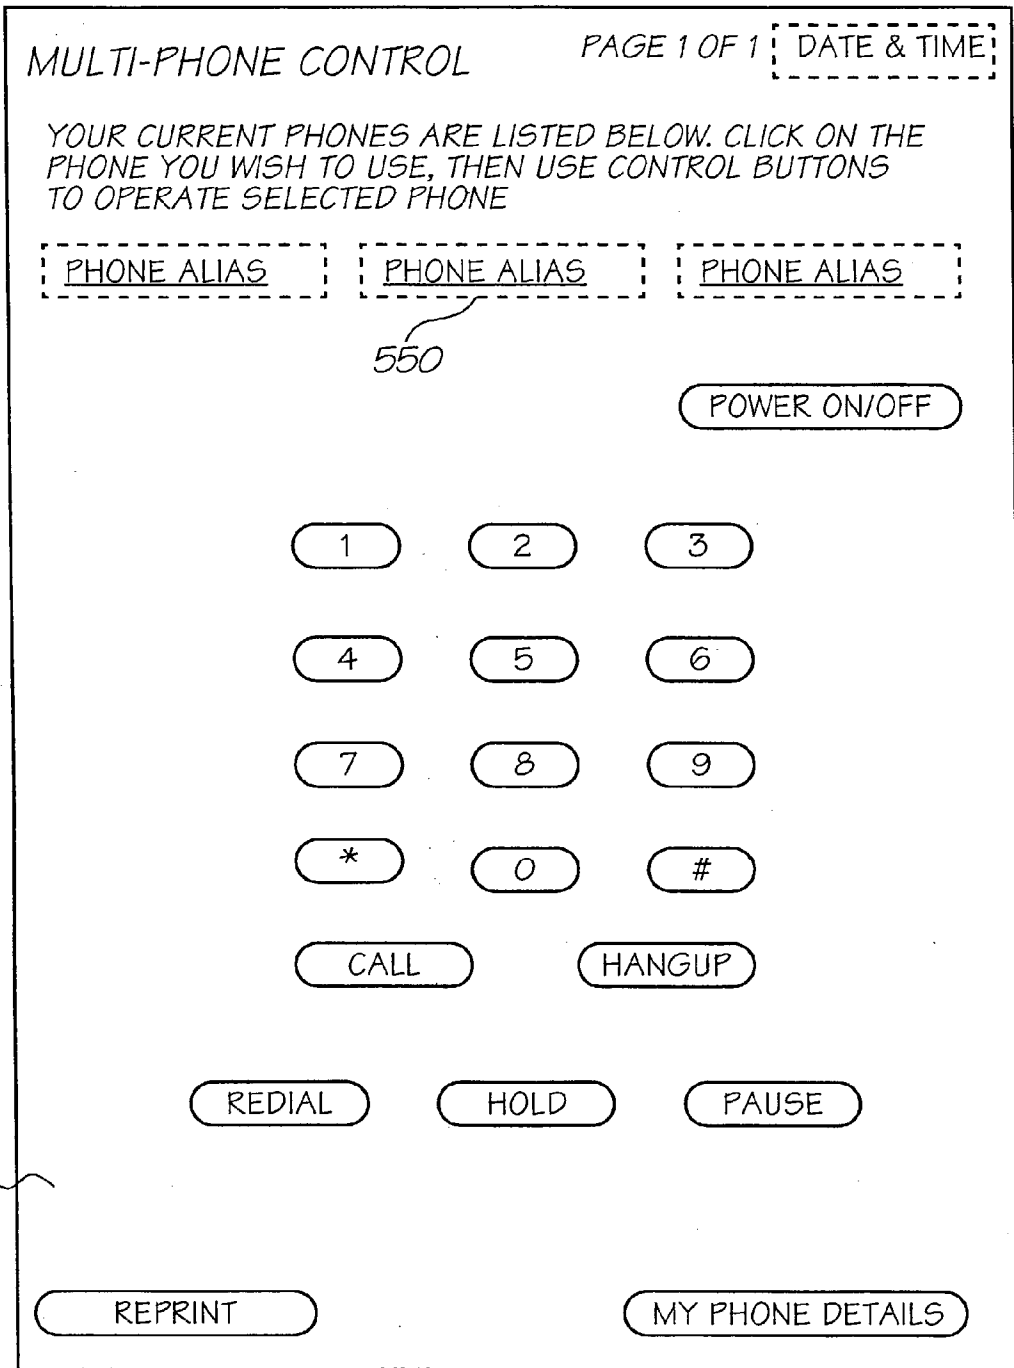 MULTI-PHONE CONTROL PAGE 1 OF 1 DATE & TIME
YOUR CURRENT PHONES ARE LISTED BELOW. CLICK ON THE
PHONE YOU WISH TO USE, THEN USE CONTROL BUTTONS
TO OPERATE SELECTED PHONE
PHONE ALIAS PHONE ALIAS PHONE ALIAS
550
POWER ON/OFF
1 2 3
4 5 6
7 8 9
* 0 #
CALL HANGUP
REDIAL HOLD PAUSE
REPRINT MY PHONE DETAILS